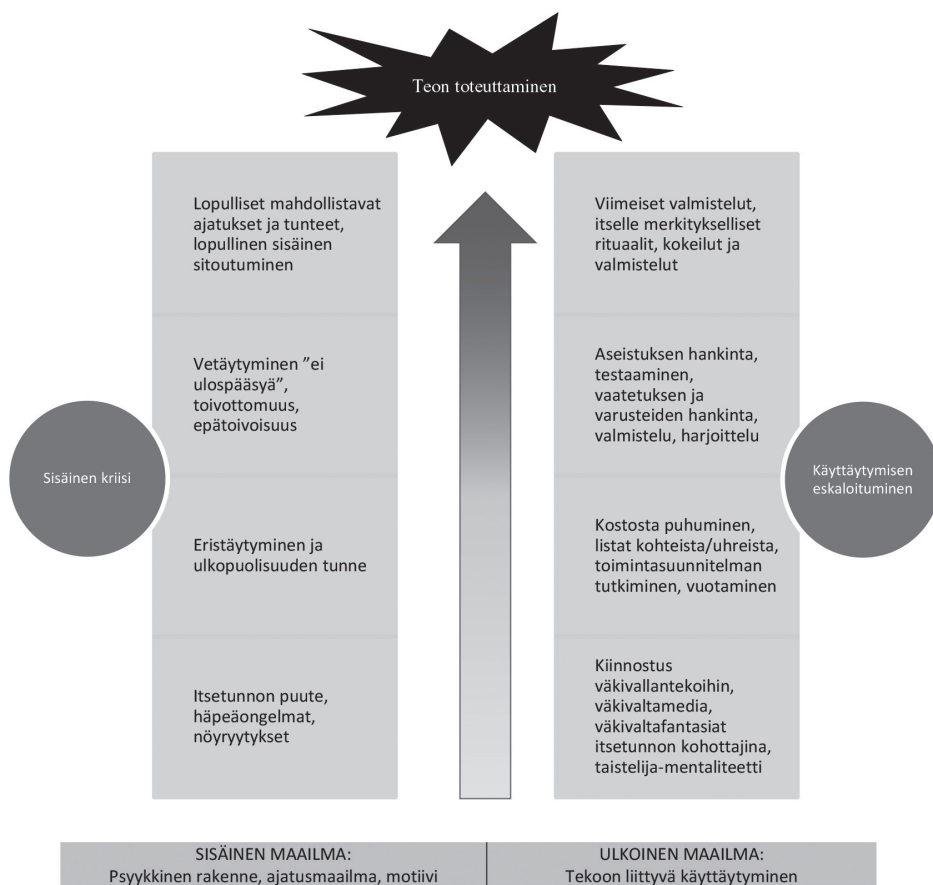 Teon toteuttaminen
Lopulliset mahdollistavat
ajatukset ja tunteet,
lopullinen sisäinen
sitoutuminen
Vetäytyminen ”ei
ulospääsyä”,
toivottomuus,
epätoivoisuus
Sisäinen kriisi
Eristäytyminen ja
ulkopuolisuuden tunne
Itsetunnon puute,
häpeäongelmat,
nöyryytykset
Viimeiset valmistelut,
itselle merkitykselliset
rituaalit, kokeilut ja
valmistelut
Aseistuksen hankinta,
testaaminen,
vaatetuksen ja
varusteiden hankinta,
valmistelu, harjoittelu
Käyttäytymisen
eskaloituminen
Kostosta puhuminen,
listat kohteista/uhreista,
toimintasuunnitelman
tutkiminen, vuotaminen
Kiinnostus
väkivallantekoihin,
väkivaltamedia,
väkivaltafantasiat
itsetunnon kohottajina,
taistelija-mentaliteetti
SISÄINEN MAAILMA:
Psyykkinen rakenne, ajatusmaailma, motiivi
ULKOINEN MAAILMA:
Tekoon liittyvä käyttäytyminen